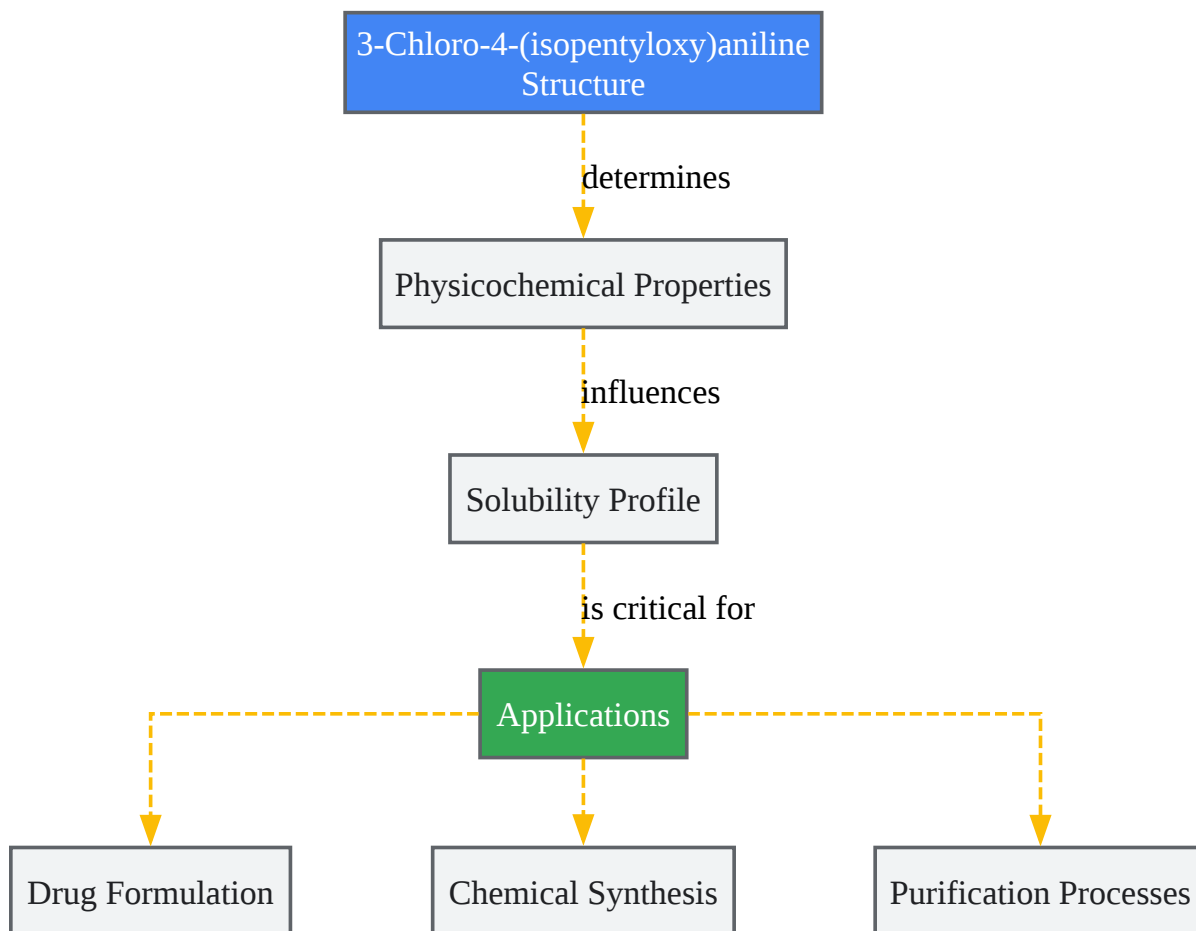 3-Chloro-4-(isopentyloxy)aniline
Structure
determines
Physicochemical Properties
influences
Solubility Profile
is critical for
Applications
Drug Formulation
Chemical Synthesis
Purification Processes